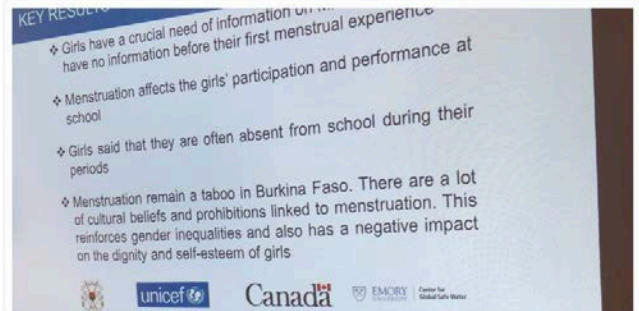 KEY RESULTS
❖ Girls have a crucial need of information on
have no information before their first menstrual experience
❖ Menstruation affects the girls' participation and performance at
school
❖ Girls said that they are often absent from school during their
periods
❖ Menstruation remain a taboo in Burkina Faso. There are a lot
of cultural beliefs and prohibitions linked to menstruation. This
reinforces gender inequalities and also has a negative impact
on the dignity and self-esteem of girls
unicef
Canada
EMORY
UNIVERSITY
Center for
Global Safe Water